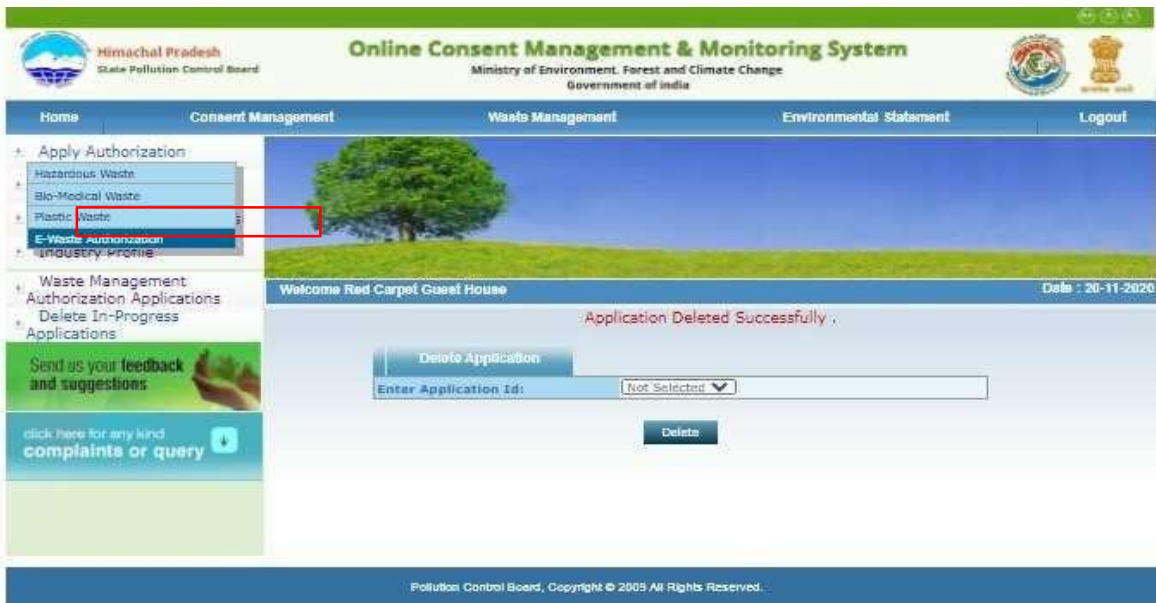 Himachal Pradesh
State Pollution Control Board
Online Consent Management & Monitoring System
Ministry of Environment. Forest and Climate Change
Government of india
Home Consent Management Waste Management Environmental Statement Logout
Apply Authorization
Hazardous Waste
Bio-Medical Waste
Plastic Waste
E-Waste Authorization
Industry Profile
Waste Management
Authorization Applications
Delete In-Progress
Applications
Send us your feedback
and suggestions
click here for any kind
complaints or query
Welcome Red Carpet Guest House Date : 20-11-2020
Application Deleted Successfully .
Delete Application
Enter Application Id: Not Selected
Delete
Pollution Control Board, Copyright © 2009 All Rights Reserved.